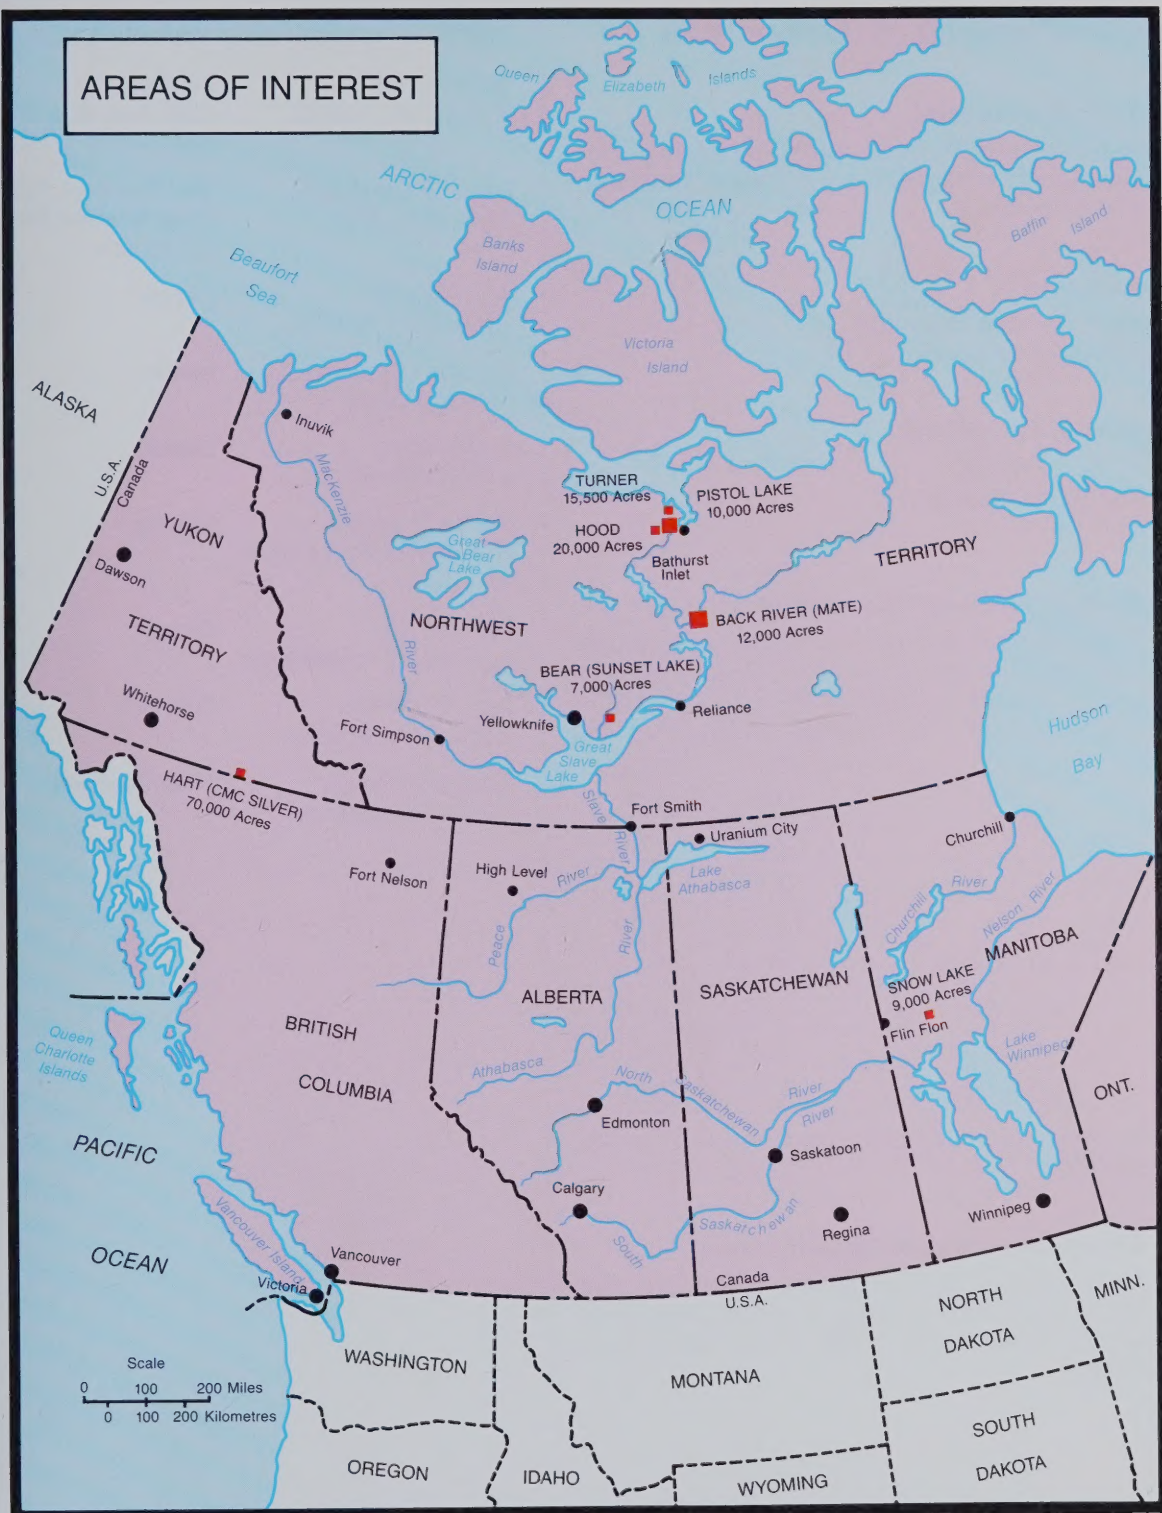 AREAS OF INTEREST
Queen
Elizabeth
Islands
ARCTIC
OCEAN
Banks
Island
Baffin
Island
Beaufort
Sea
Victoria
Island
ALASKA
Inuvik
U.S.A.
Canada
MacKenzie
River
TURNER
15,500 Acres
PISTOL LAKE
10,000 Acres
HOOD
20,000 Acres
Bathurst
Inlet
YUKON
TERRITORY
Dawson
Great
Bear
Lake
TERRITORY
NORTHWEST
BACK RIVER (MATE)
12,000 Acres
BEAR (SUNSET LAKE)
7,000 Acres
Whitehorse
Yellowknife
Reliance
Fort Simpson
Great
Slave
Lake
Hudson
Bay
HART (CMC SILVER)
70,000 Acres
Slave
River
Fort Smith
Uranium City
Churchill
Fort Nelson
High Level
Peace
River
Lake
Athabasca
Churchill
River
Nelson River
MANITOBA
River
ALBERTA
SASKATCHEWAN
SNOW LAKE
9,000 Acres
Flin Flon
Queen
Charlotte
Islands
BRITISH
COLUMBIA
Athabasca
Lake
Winnipeg
North
Saskatchewan
River
River
ONT.
Edmonton
PACIFIC
OCEAN
Saskatoon
Calgary
South
Saskatchewan
Regina
Winnipeg
Vancouver Island
Vancouver
Victoria
Canada
U.S.A.
NORTH
DAKOTA
MINN.
Scale
0 100 200 Miles
0 100 200 Kilometres
WASHINGTON
MONTANA
SOUTH
DAKOTA
OREGON
IDAHO
WYOMING